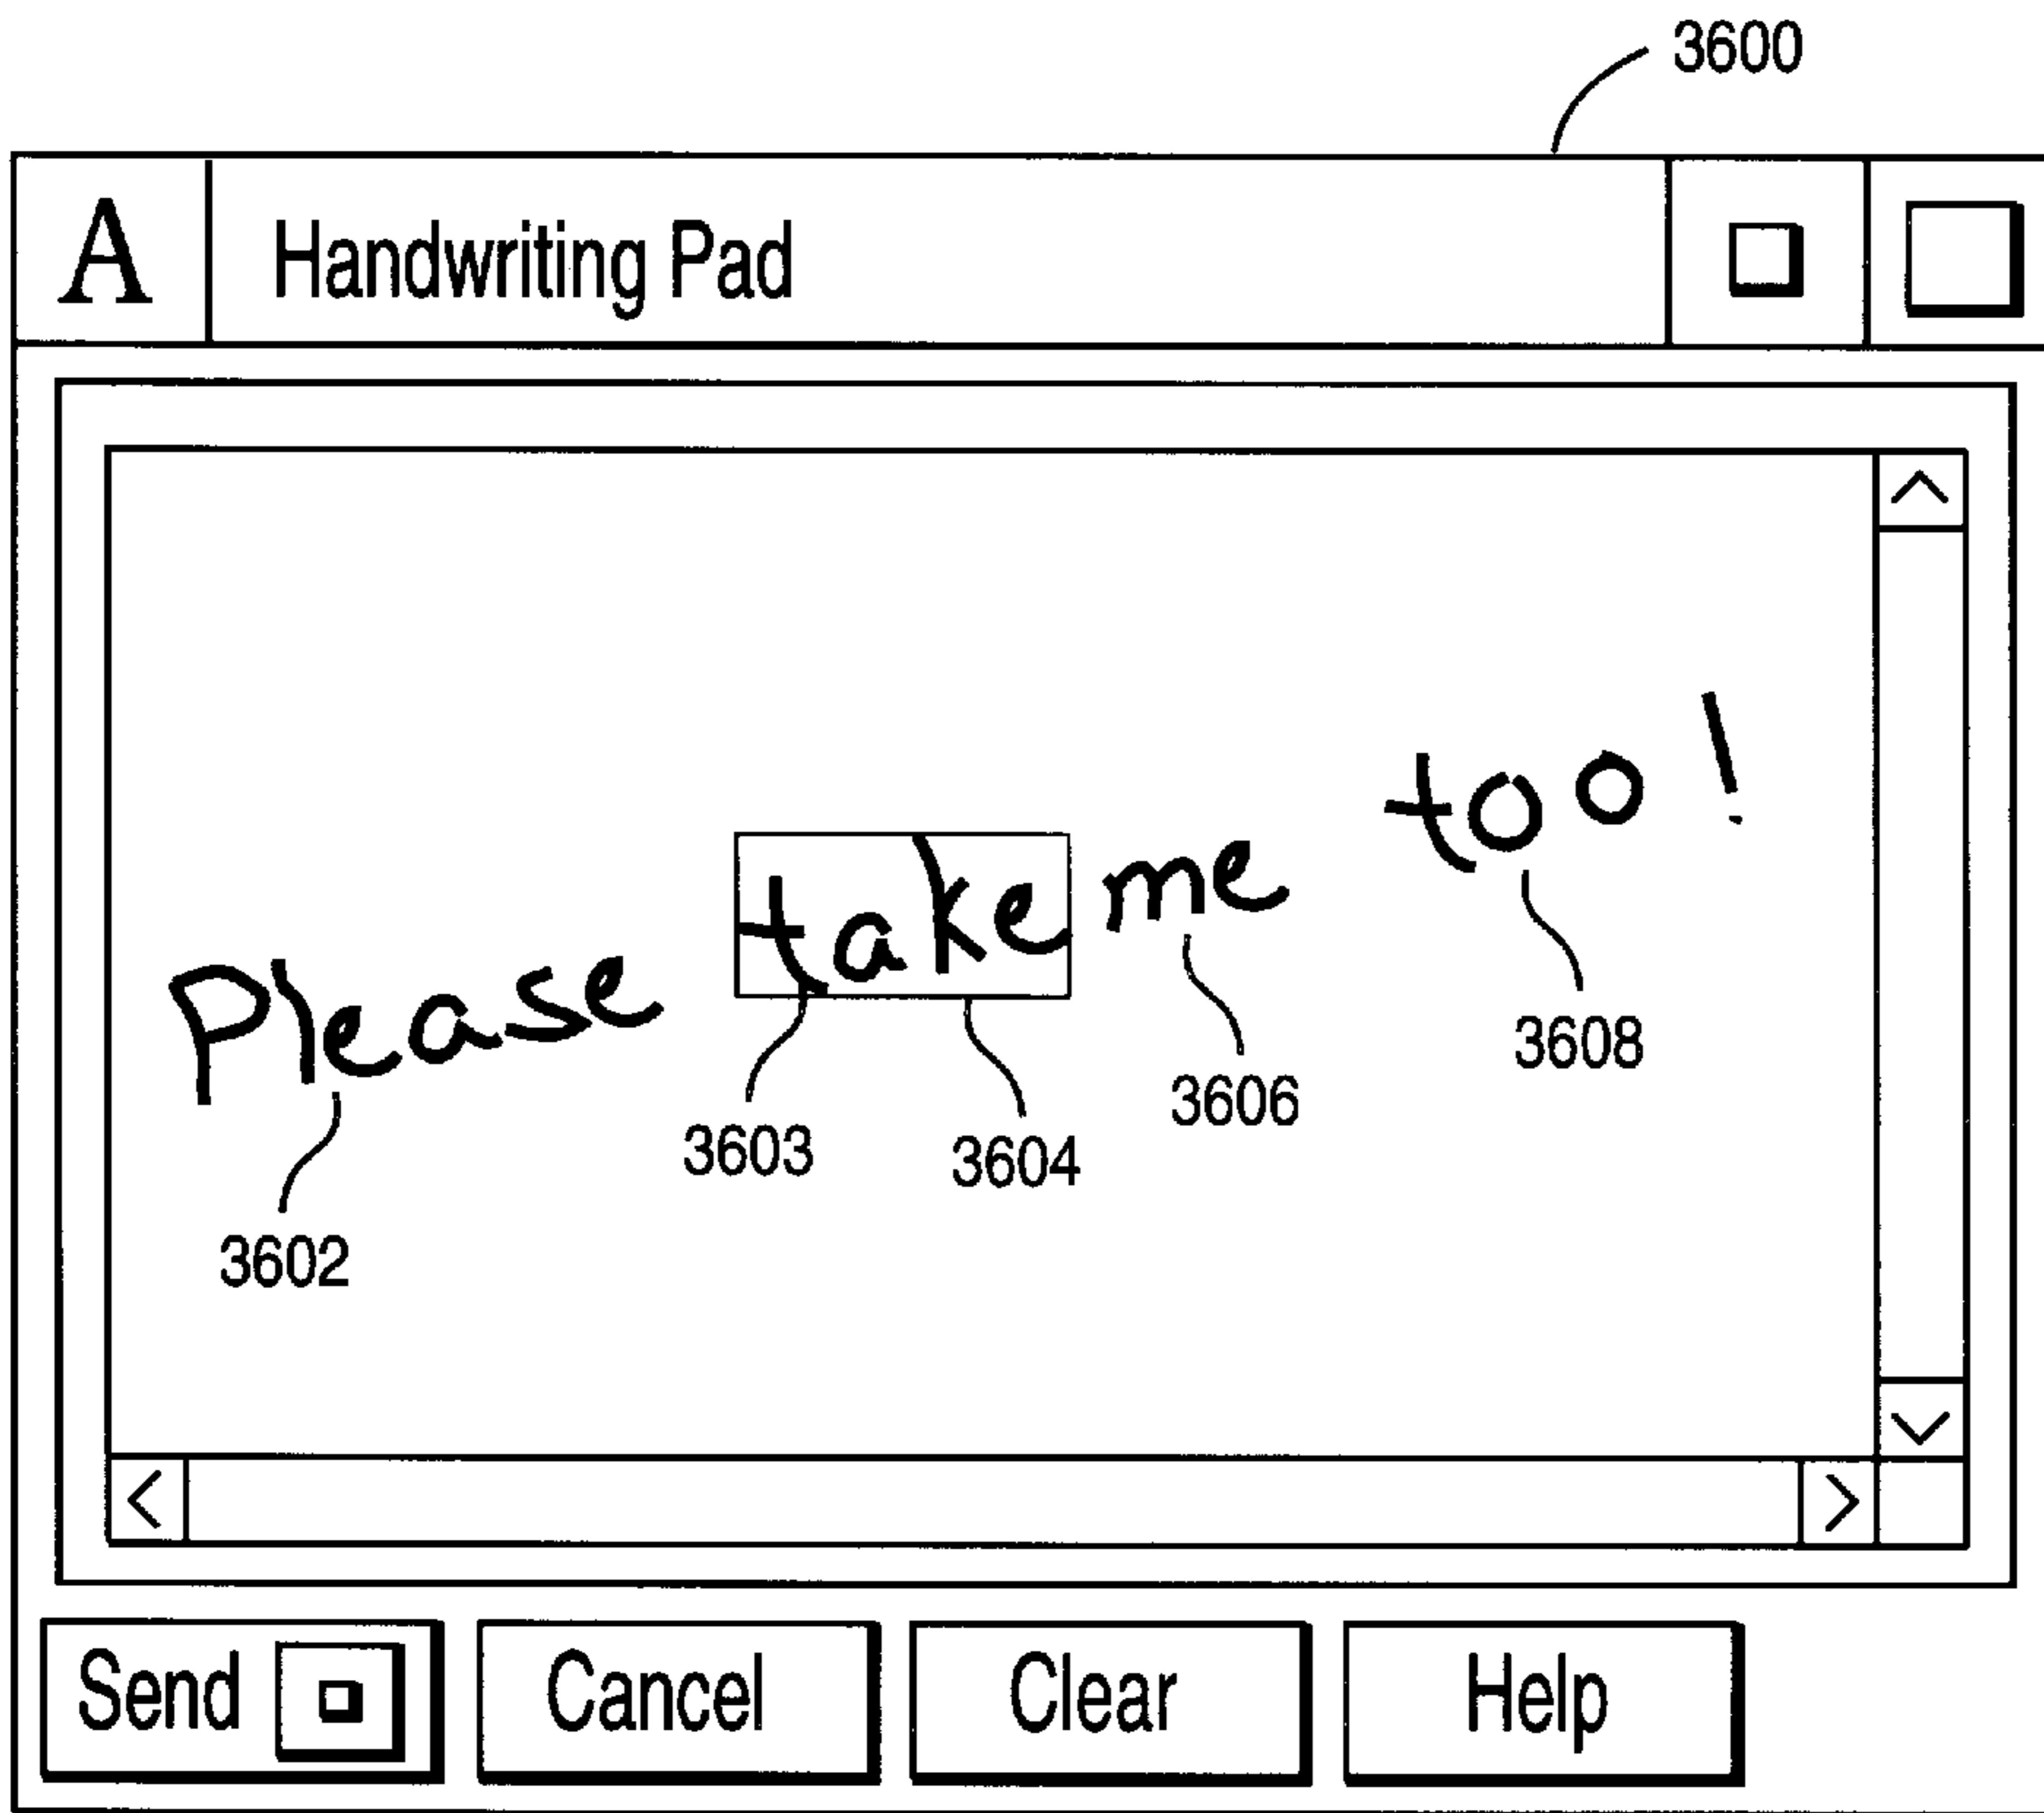 3600
A Handwriting Pad
Please take me too!
3608
3606
3603 3604
3602
Send Cancel Clear Help